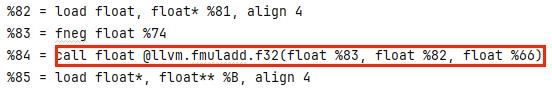 %82 = load float, float* %81, align 4
%83 = fneg float %74
%84 = call float @llvm.fmuladd.f32(float %83, float %82, float %66)
%85 = load float*, float** %B, align 4